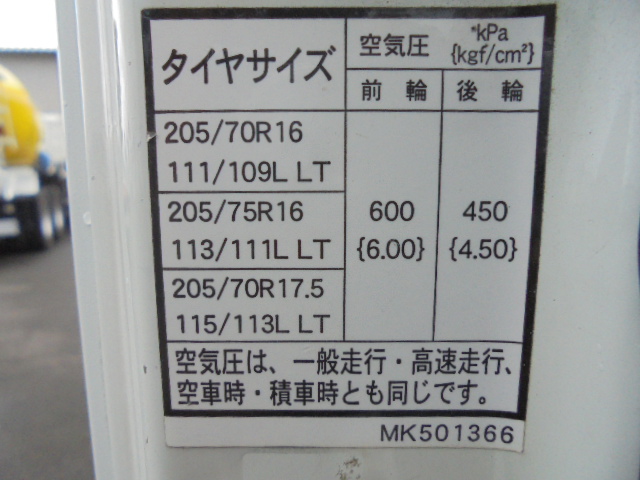 タイヤサイズ
空気圧 *kPa
{kgf/cm²}
前輪 後輪
205/70R16
111/109L LT
205/75R16 600 450
113/111L LT {6.00} {4.50}
205/70R17.5
115/113L LT
空気圧は、一般走行・高速走行、
空車時・積車時とも同じです。
MK501366